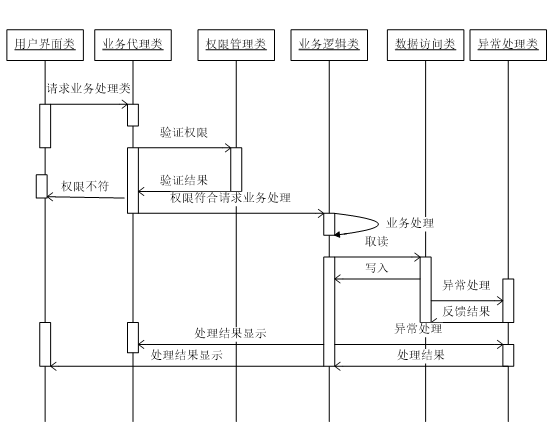 用户界面类
业务代理类
权限管理类
业务逻辑类
数据访问类
异常处理类
请求业务处理类
验证权限
验证结果
权限不符
权限符合请求业务处理
业务处理
取读
写入
异常处理
反馈结果
处理结果显示
异常处理
处理结果显示
处理结果